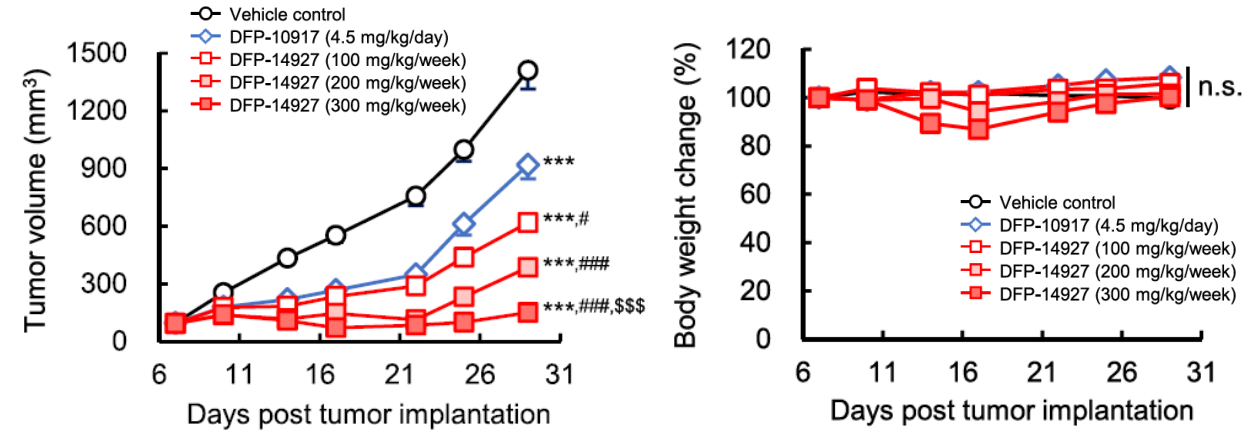 Vehicle control
DFP-10917 (4.5 mg/kg/day)
DFP-14927 (100 mg/kg/week)
DFP-14927 (200 mg/kg/week)
DFP-14927 (300 mg/kg/week)
Tumor volume (mm³)
1500
1200
900
600
300
0
***
***,#
***,###
***,###,$$$
6 11 16 21 26 31
Days post tumor implantation
Body weight change (%)
120
100
80
60
40
20
0
n.s.
Vehicle control
DFP-10917 (4.5 mg/kg/day)
DFP-14927 (100 mg/kg/week)
DFP-14927 (200 mg/kg/week)
DFP-14927 (300 mg/kg/week)
6 11 16 21 26 31
Days post tumor implantation